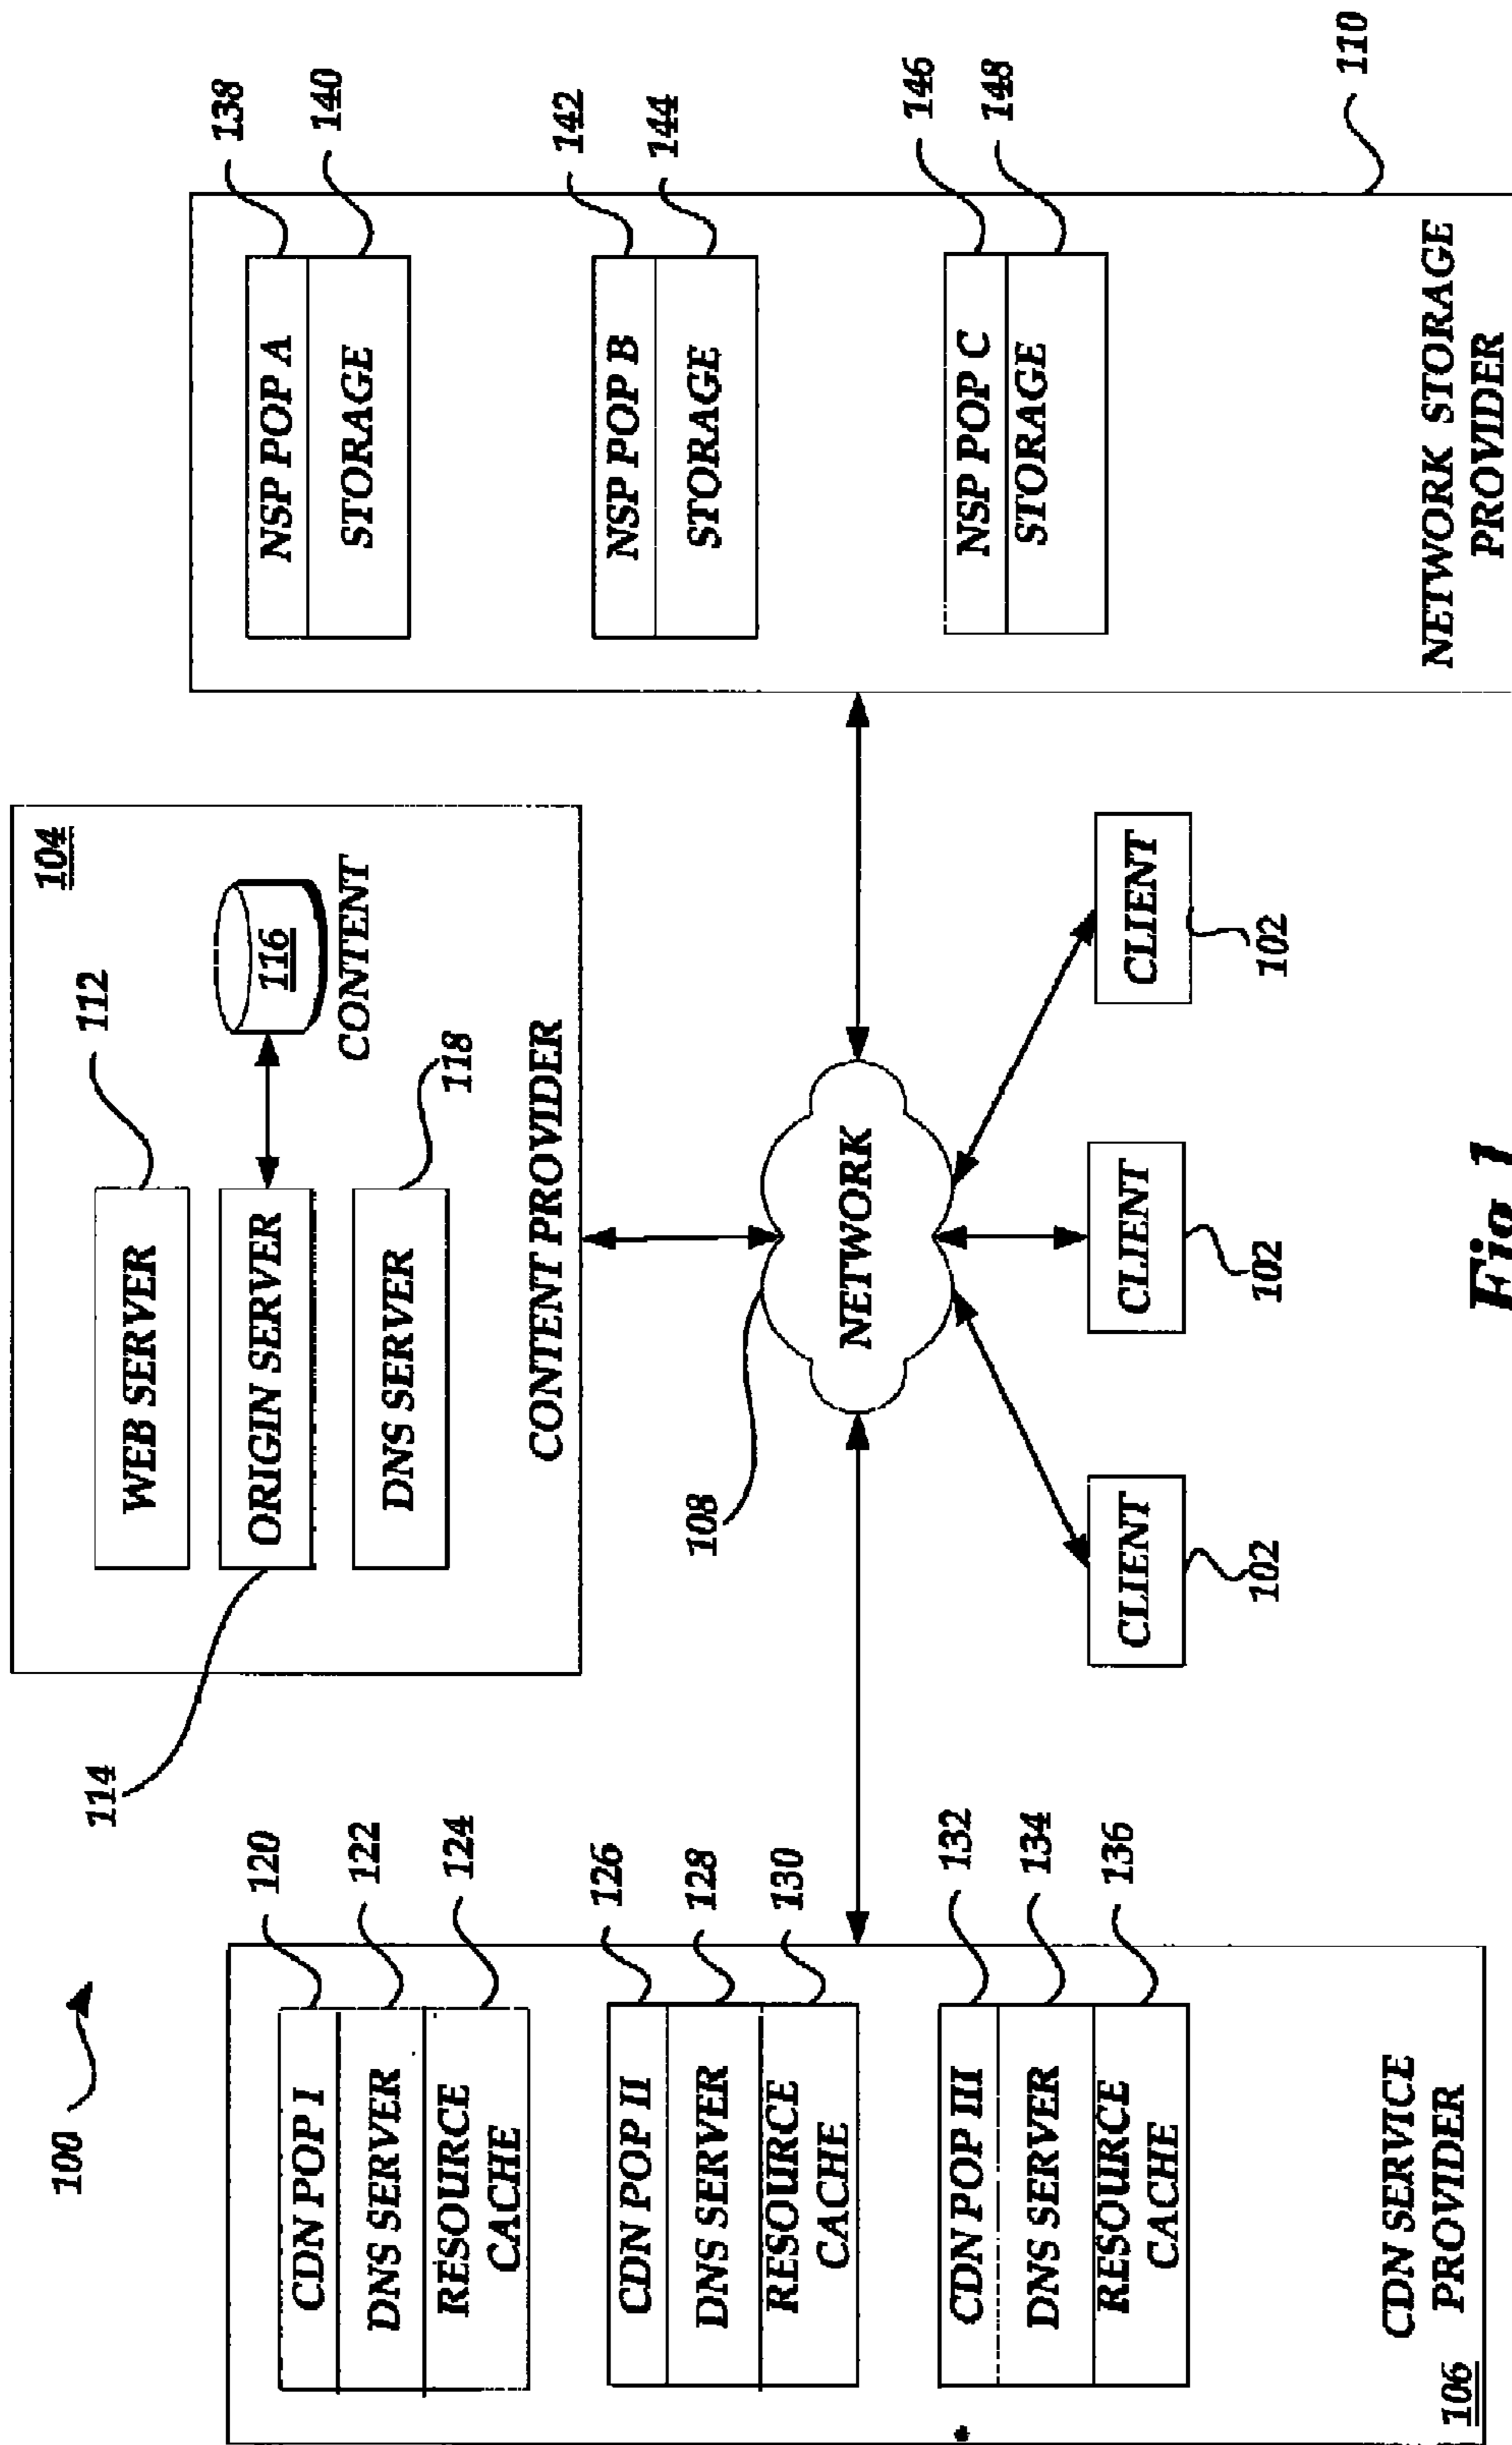 100
104
112
WEB SERVER
ORIGIN SERVER
116
CONTENT
DNS SERVER
118
CONTENT PROVIDER
114
120
CDN POP I
122
DNS SERVER
124
RESOURCE
CACHE
126
CDN POP II
128
DNS SERVER
130
RESOURCE
CACHE
132
CDN POP III
134
DNS SERVER
136
RESOURCE
CACHE
CDN SERVICE
PROVIDER
106
108
NETWORK
CLIENT
102
CLIENT
102
CLIENT
102
138
NSP POP A
140
STORAGE
142
NSP POP B
144
STORAGE
146
NSP POP C
148
STORAGE
110
NETWORK STORAGE
PROVIDER
Fig. 1